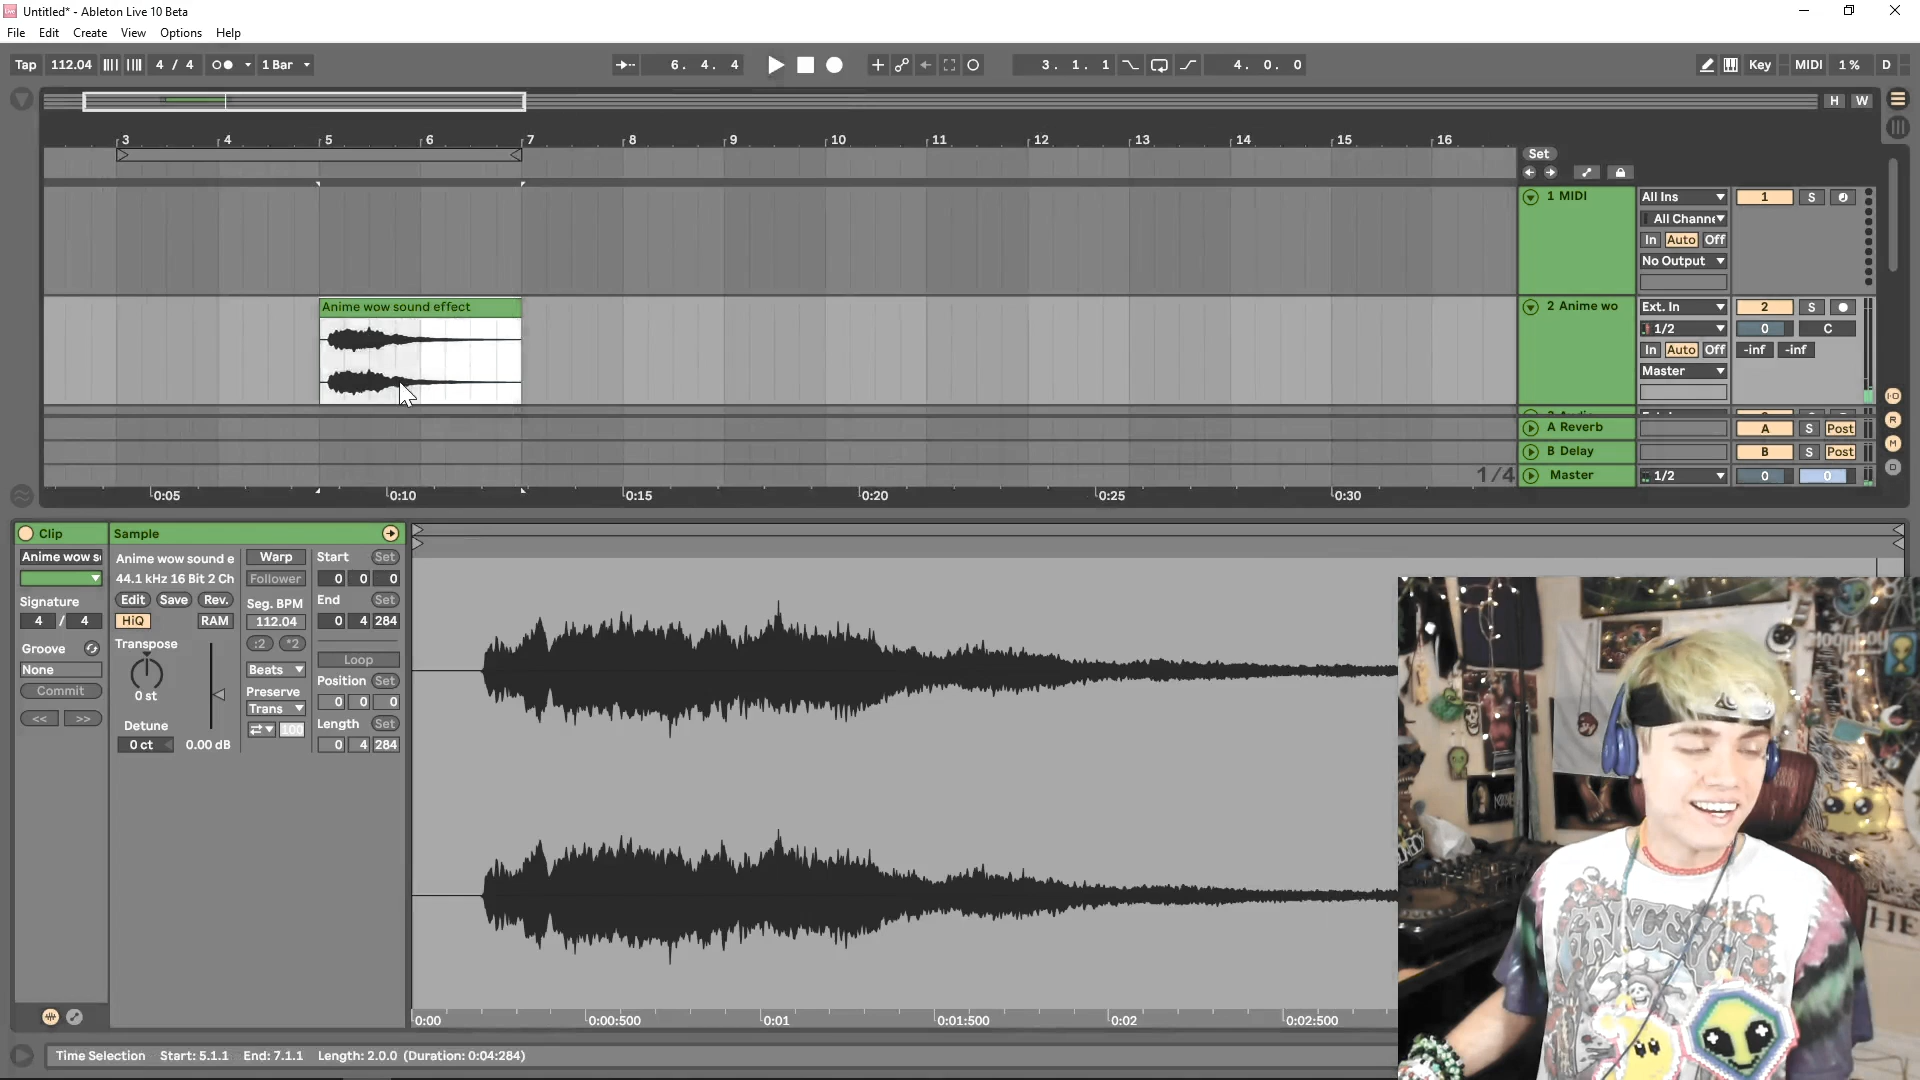 Untitled* - Ableton Live 10 Beta
File Edit Create View Options Help
Tap 112.04 4 / 4 1 Bar 6. 4. 4 3. 1. 1 4. 0. 0 Key MIDI 1 % D
H W
3 4 5 6 7 8 9 10 11 12 13 14 15 16
Set
1 MIDI All Ins 1 S
All Channe
In Auto Off
No Output
Anime wow sound effect
2 Anime wo Ext. In 2 S
1/2 0 C
In Auto Off -inf -inf
Master
A Reverb A S Post
B Delay B S Post
1/4 Master 1/2 0 0
0:05 0:10 0:15 0:20 0:25 0:30
Clip Sample
Anime wow s Anime wow sound e Warp Start Set
44.1 kHz 16 Bit 2 Ch Follower 0 0 0
Signature Edit Save Rev. Seg. BPM End Set
4 / 4 HiQ RAM 112.04 0 4 284
Groove Transpose :2 *2
None Beats Loop
Commit 0 st Preserve Position Set
Trans 0 0 0
<< >> Detune 100 Length Set
0 ct 0.00 dB 0 4 284
0:00 0:00:500 0:01 0:01:500 0:02 0:02:500
Time Selection Start: 5.1.1 End: 7.1.1 Length: 2.0.0 (Duration: 0:04:284)